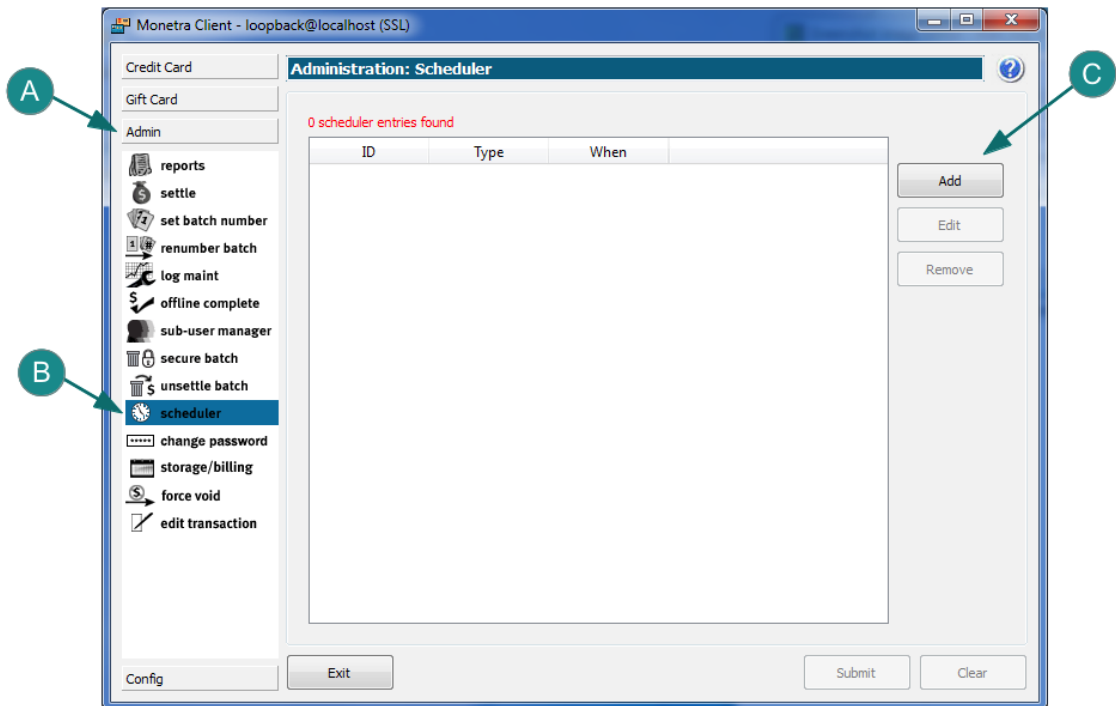 Monetra Client - loopback@localhost (SSL)
Credit Card
Administration: Scheduler
?
C
A
Gift Card
Admin
0 scheduler entries found
ID Type When
reports
settle
set batch number
renumber batch
log maint
offline complete
sub-user manager
secure batch
B
unsettle batch
scheduler
change password
storage/billing
force void
edit transaction
Add
Edit
Remove
Config
Exit
Submit
Clear